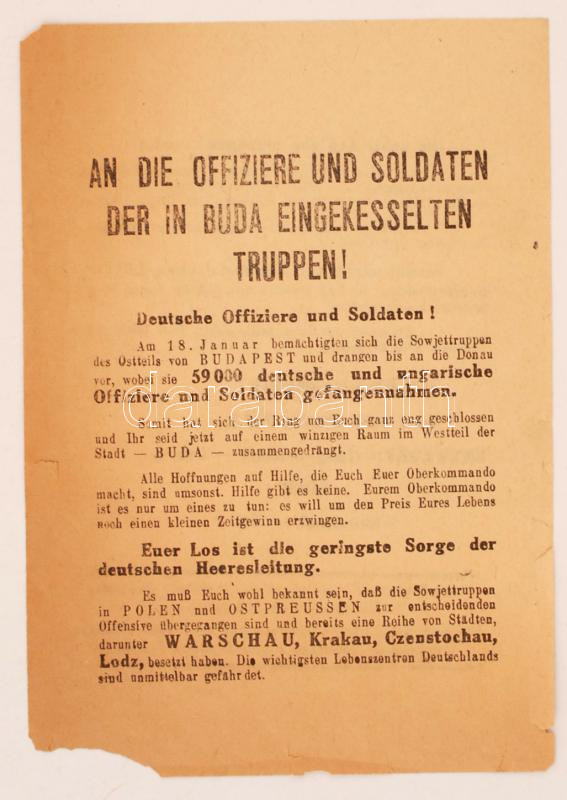 AN DIE OFFIZIERE UND SOLDATEN
DER IN BUDA EINGEKESSELTEN
TRUPPEN!
Deutsche Offiziere und Soldaten!
Am 18. Januar bemächtigten sich die Sowjettruppen
des Ostteils von BUDAPEST und drangen bis an die Donau
vor, wobei sie 59000 deutsche und ungarische
Offiziere und Soldaten gefangennahmen.
darabanth
Somit hat sich der Ring um Euch ganz eng geschlossen
und Ihr seid jetzt auf einem winzigen Raum im Westteil der
Stadt — BUDA — zusammengedrängt.
Alle Hoffnungen auf Hilfe, die Euch Euer Oberkommando
macht, sind umsonst. Hilfe gibt es keine. Eurem Oberkommando
ist es nur um eines zu tun: es will um den Preis Eures Lebens
noch einen kleinen Zeitgewinn erzwingen.
Euer Los ist die geringste Sorge der
deutschen Heeresleitung.
Es muß Euch wohl bekannt sein, daß die Sowjettruppen
in POLEN und OSTPREUSSEN zur entscheidenden
Offensive übergegangen sind und bereits eine Reihe von Städten,
darunter WARSCHAU, Krakau, Czenstochau,
Lodz, besetzt haben. Die wichtigsten Lebenszentren Deutschlands
sind unmittelbar gefährdet.